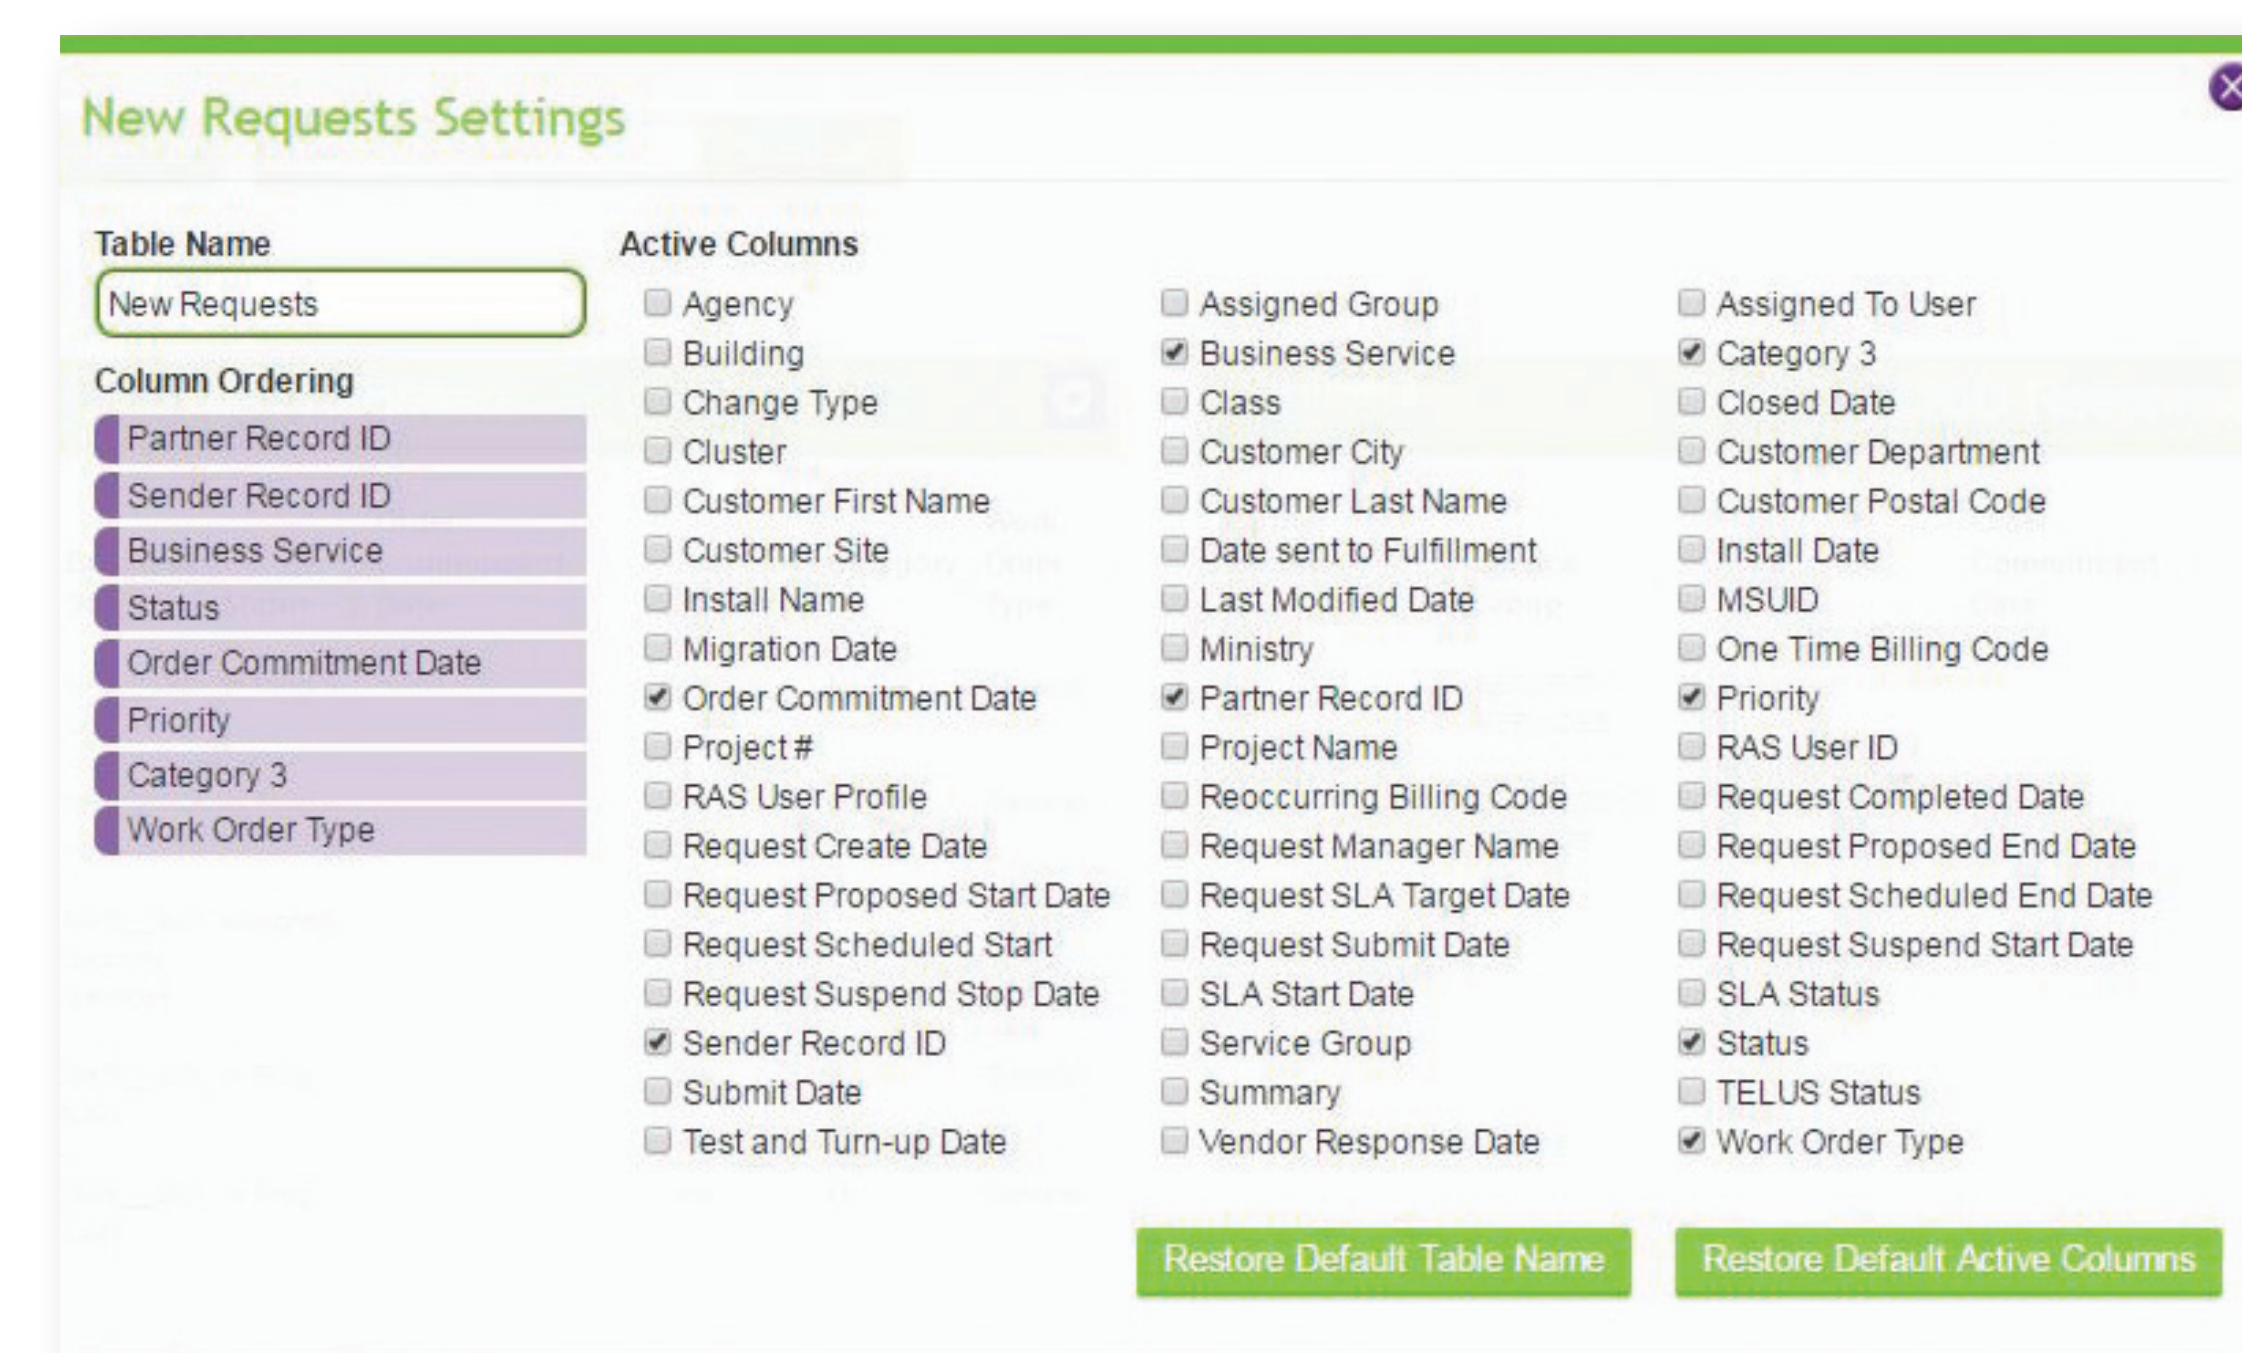 New Requests Settings
Table Name
New Requests
Column Ordering
Partner Record ID
Sender Record ID
Business Service
Status
Order Commitment Date
Priority
Category 3
Work Order Type
Active Columns
Agency
Assigned Group
Assigned To User
Building
Business Service
Category 3
Change Type
Class
Closed Date
Cluster
Customer City
Customer Department
Customer First Name
Customer Last Name
Customer Postal Code
Customer Site
Date sent to Fulfillment
Install Date
Install Name
Last Modified Date
MSUID
Migration Date
Ministry
One Time Billing Code
Order Commitment Date
Partner Record ID
Priority
Project #
Project Name
RAS User ID
RAS User Profile
Reoccurring Billing Code
Request Completed Date
Request Create Date
Request Manager Name
Request Proposed End Date
Request Proposed Start Date
Request SLA Target Date
Request Scheduled End Date
Request Scheduled Start
Request Submit Date
Request Suspend Start Date
Request Suspend Stop Date
SLA Start Date
SLA Status
Sender Record ID
Service Group
Status
Submit Date
Summary
TELUS Status
Test and Turn-up Date
Vendor Response Date
Work Order Type
Restore Default Table Name
Restore Default Active Columns